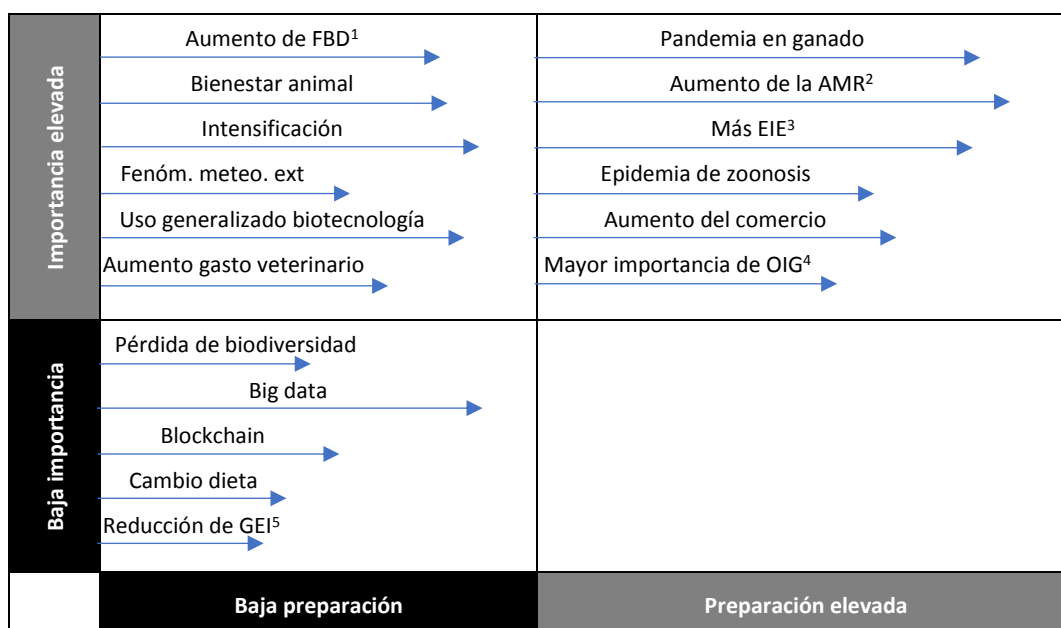 Importancia elevada
Aumento de FBD¹
Bienestar animal
Intensificación
Fenóm. meteo. ext
Uso generalizado biotecnología
Aumento gasto veterinario
Pandemia en ganado
Aumento de la AMR²
Más EIE³
Epidemia de zoonosis
Aumento del comercio
Mayor importancia de OIG⁴
Baja importancia
Pérdida de biodiversidad
Big data
Blockchain
Cambio dieta
Reducción de GEI⁵
Baja preparación
Preparación elevada